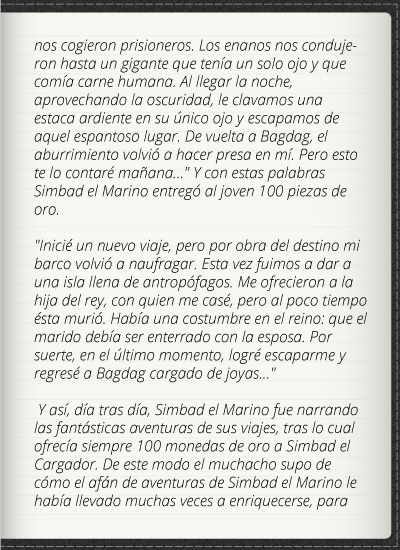 nos cogieron prisioneros. Los enanos nos conduje-
ron hasta un gigante que tenía un solo ojo y que
comía carne humana. Al llegar la noche,
aprovechando la oscuridad, le clavamos una
estaca ardiente en su único ojo y escapamos de
aquel espantoso lugar. De vuelta a Bagdag, el
aburrimiento volvió a hacer presa en mí. Pero esto
te lo contaré mañana..." Y con estas palabras
Simbad el Marino entregó al joven 100 piezas de
oro.
"Inicié un nuevo viaje, pero por obra del destino mi
barco volvió a naufragar. Esta vez fuimos a dar a
una isla llena de antropófagos. Me ofrecieron a la
hija del rey, con quien me casé, pero al poco tiempo
ésta murió. Había una costumbre en el reino: que el
marido debía ser enterrado con la esposa. Por
suerte, en el último momento, logré escaparme y
regresé a Bagdag cargado de joyas..."
Y así, día tras día, Simbad el Marino fue narrando
las fantásticas aventuras de sus viajes, tras lo cual
ofrecía siempre 100 monedas de oro a Simbad el
Cargador. De este modo el muchacho supo de
cómo el afán de aventuras de Simbad el Marino le
había llevado muchas veces a enriquecerse, para